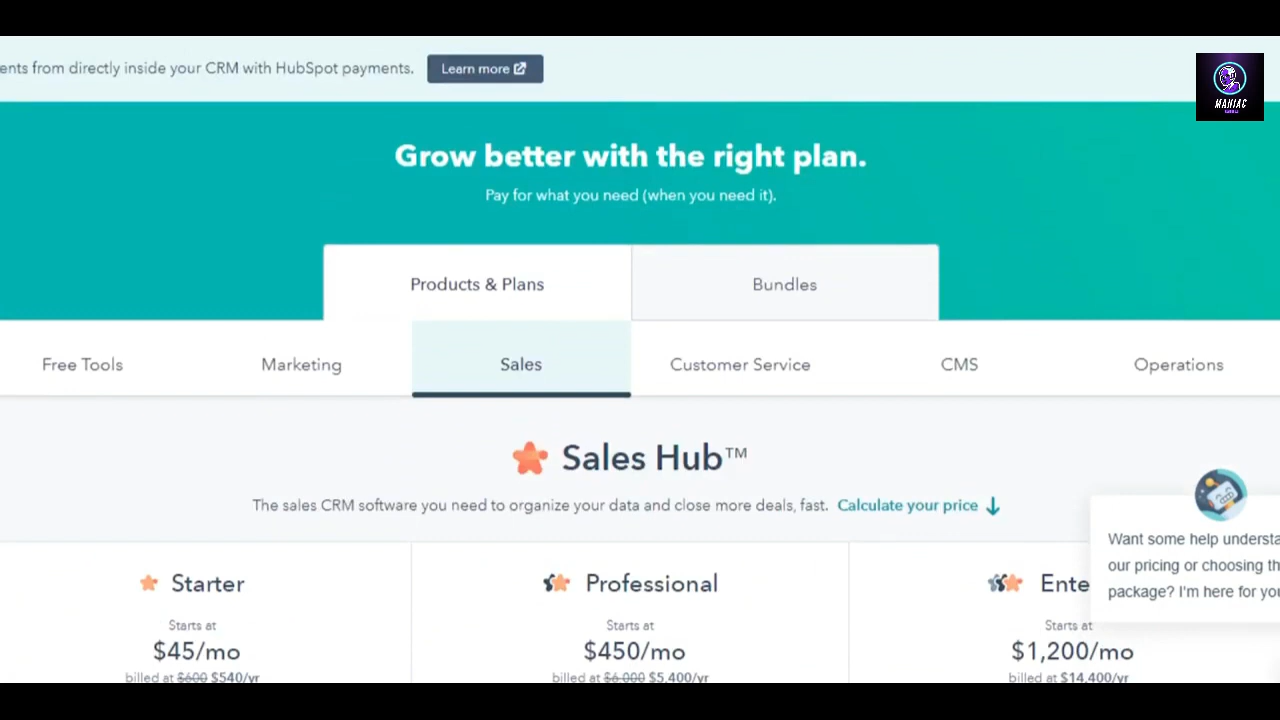 ents from directly inside your CRM with HubSpot payments. Learn more
MANIAC
Grow better with the right plan.
Pay for what you need (when you need it).
Products & Plans Bundles
Free Tools Marketing Sales Customer Service CMS Operations
Sales Hub™
The sales CRM software you need to organize your data and close more deals, fast. Calculate your price
Want some help understa
our pricing or choosing th
package? I'm here for you
Starter Professional Ente
Starts at Starts at Starts at
$45/mo $450/mo $1,200/mo
billed at $600 $540/yr billed at $6,000 $5,400/yr billed at $14,400/yr